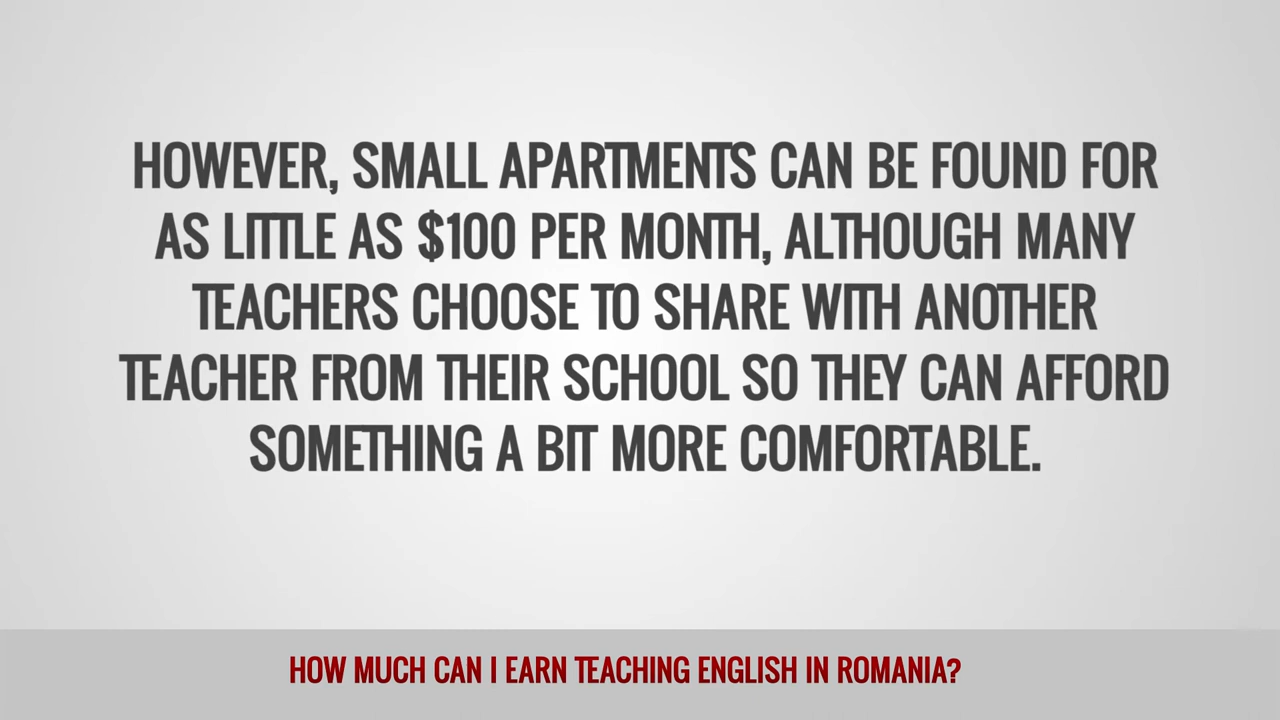 HOWEVER, SMALL APARTMENTS CAN BE FOUND FOR
AS LITTLE AS $100 PER MONTH, ALTHOUGH MANY
TEACHERS CHOOSE TO SHARE WITH ANOTHER
TEACHER FROM THEIR SCHOOL SO THEY CAN AFFORD
SOMETHING A BIT MORE COMFORTABLE.
HOW MUCH CAN I EARN TEACHING ENGLISH IN ROMANIA?